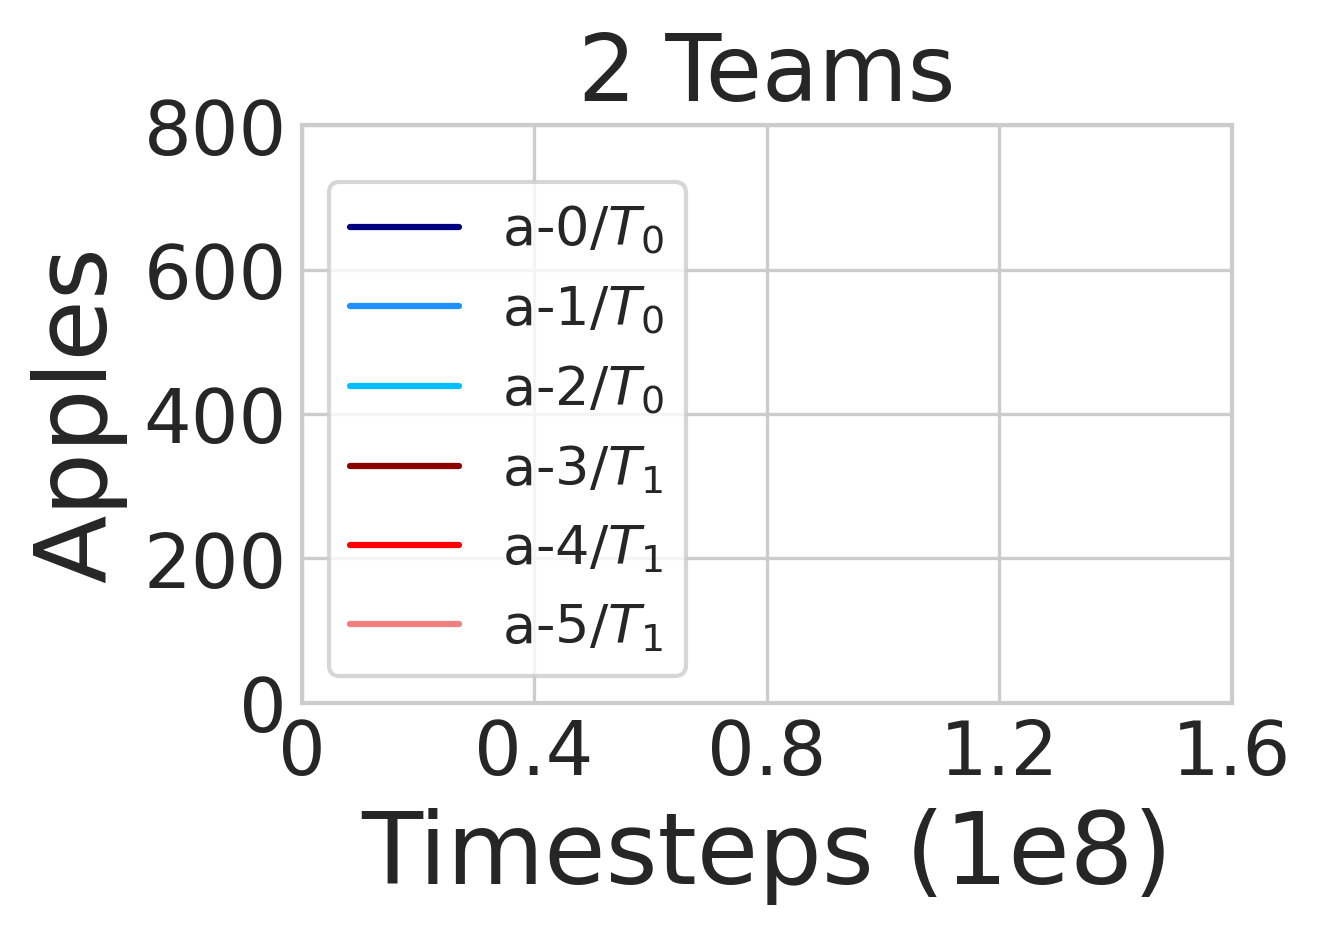 2 Teams
Apples
800
600
400
200
0
a-0/T₀
a-1/T₀
a-2/T₀
a-3/T₁
a-4/T₁
a-5/T₁
0 0.4 0.8 1.2 1.6
Timesteps (1e8)